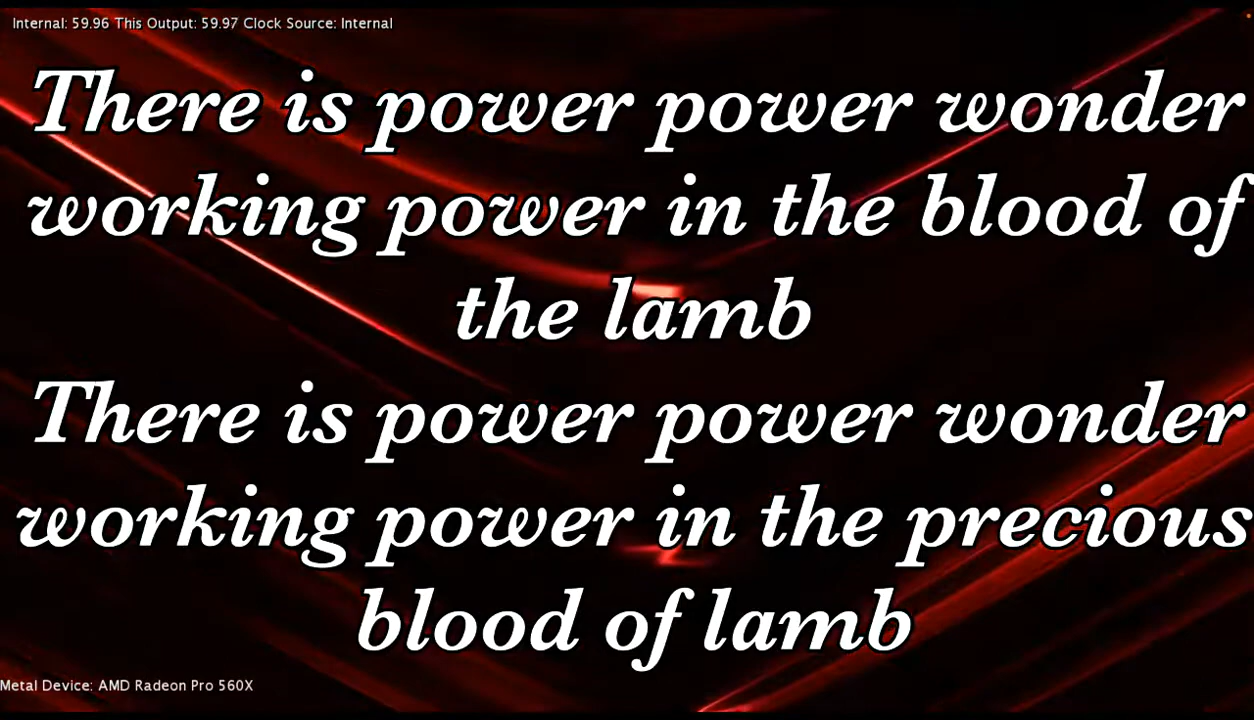 Internal: 59.96 This Output: 59.97 Clock Source: Internal
There is power power wonder
working power in the blood of
the lamb
There is power power wonder
working power in the precious
blood of lamb
Metal Device: AMD Radeon Pro 560X